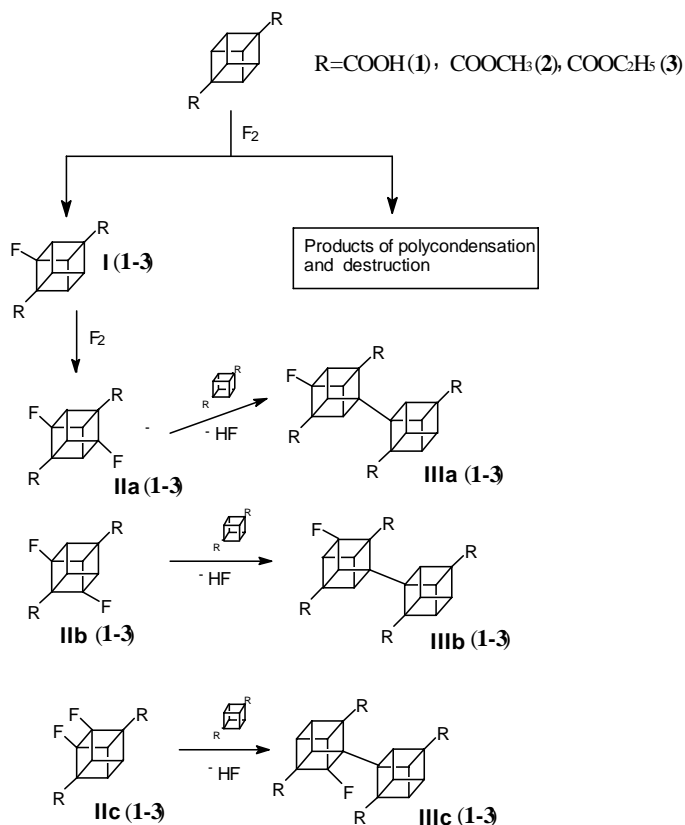 R
R
R=COOH(1), COOCH3(2), COOC2H5(3)
F2
F
R
R
I(1-3)
Products of polycondensation
and destruction
F2
F
R
R
F
IIa(1-3)
-
R
R
- HF
F
R
R
R
R
IIIa(1-3)
F
R
R
F
IIb(1-3)
R
R
- HF
F
R
R
R
R
IIIb(1-3)
F
F
R
R
IIc(1-3)
R
R
- HF
R
R
F
R
R
IIIc(1-3)